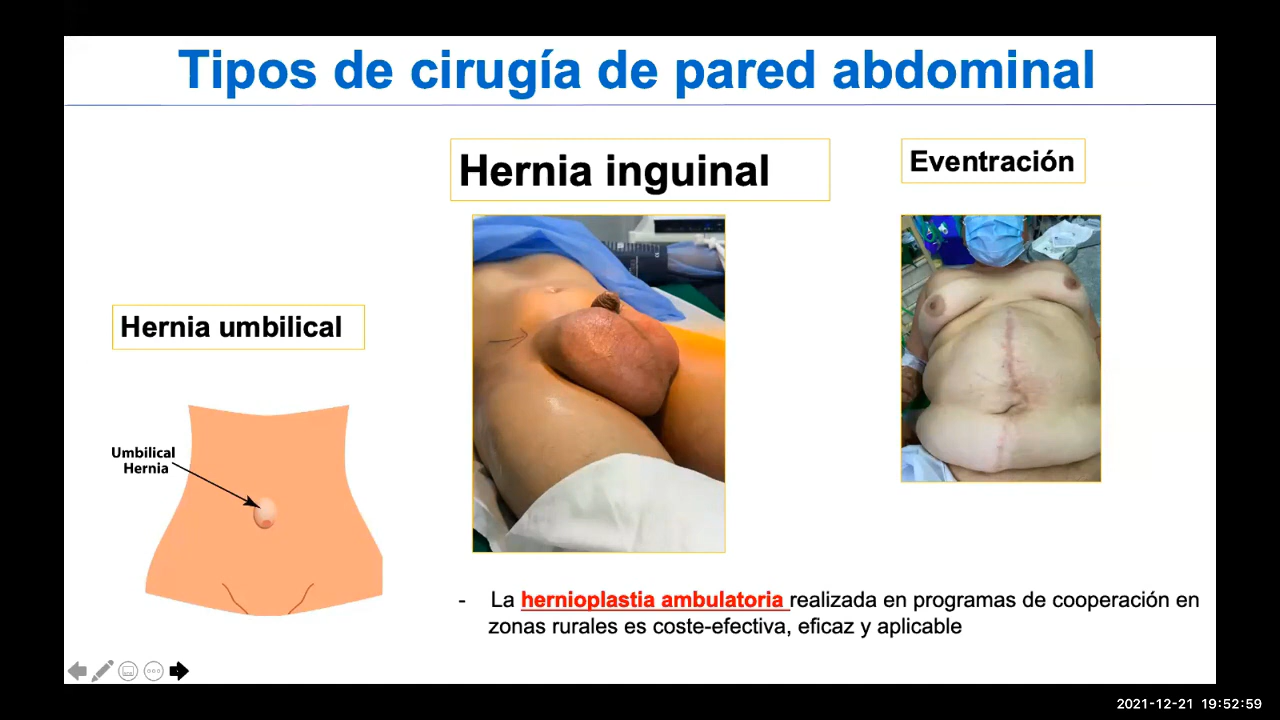 Tipos de cirugía de pared abdominal
Hernia inguinal
Eventración
Hernia umbilical
Umbilical
Hernia
- La hernioplastia ambulatoria realizada en programas de cooperación en
zonas rurales es coste-efectiva, eficaz y aplicable
2021-12-21 19:52:59